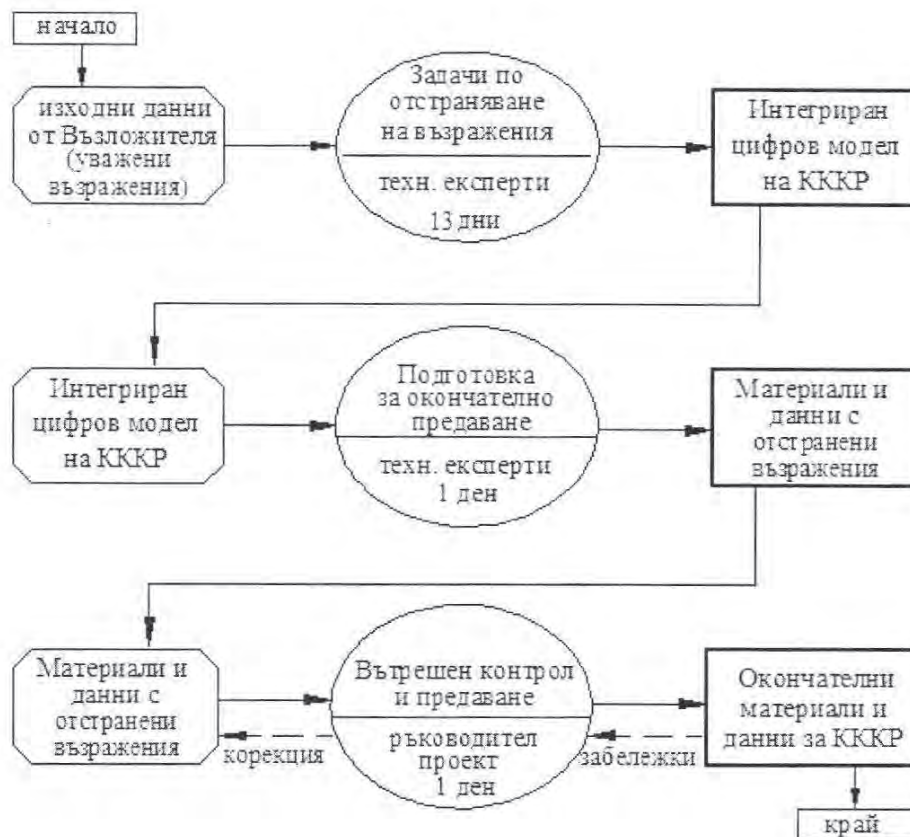 начало
изходни данни
от Възложителя
(уважени
възражения)
Задачи по
отстраняване
на възражения
техн. експерти
13 дни
Интегриран
цифров модел
на КККР
Интегриран
цифров модел
на КККР
Подготовка
за окончателно
предаване
техн. експерти
1 ден
Материали и
данни с
отстранени
възражения
Материали и
данни с
отстранени
възражения
корекция
Вътрешен контрол
и предаване
ръководител
проект
1 ден
забележки
Окончателни
материали и
данни за КККР
край